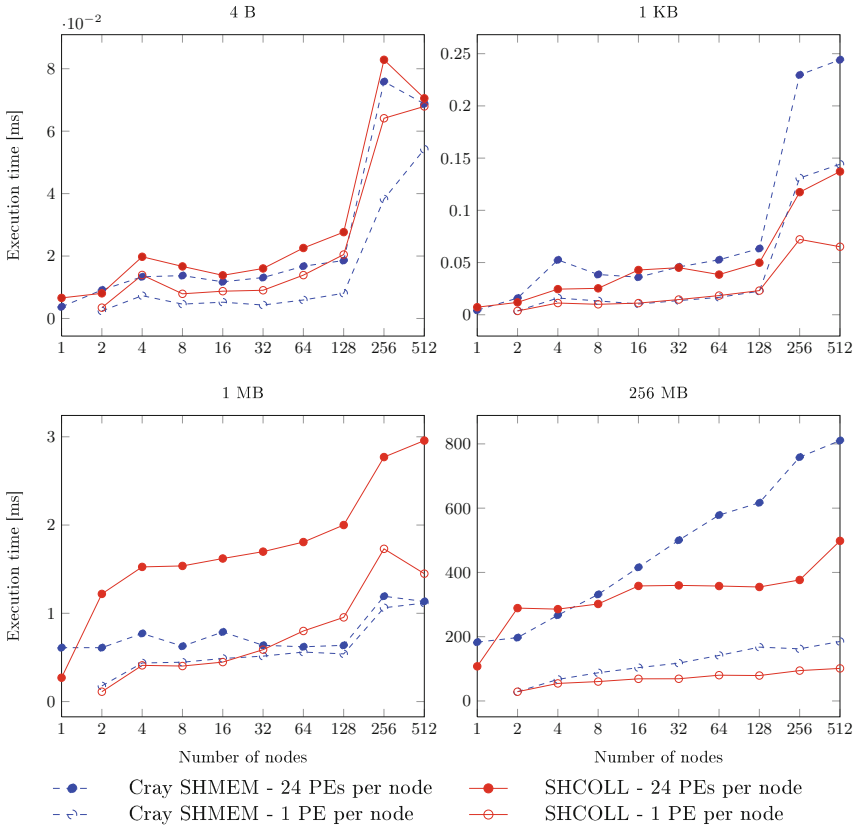 4 B
1 KB
·10⁻²
Execution time [ms]
8
6
4
2
0
1 2 4 8 16 32 64 128 256 512
0.25
0.2
0.15
0.1
0.05
0
1 2 4 8 16 32 64 128 256 512
1 MB
256 MB
Execution time [ms]
3
2
1
0
1 2 4 8 16 32 64 128 256 512
Number of nodes
800
600
400
200
0
1 2 4 8 16 32 64 128 256 512
Number of nodes
Cray SHMEM - 24 PEs per node
SHCOLL - 24 PEs per node
Cray SHMEM - 1 PE per node
SHCOLL - 1 PE per node